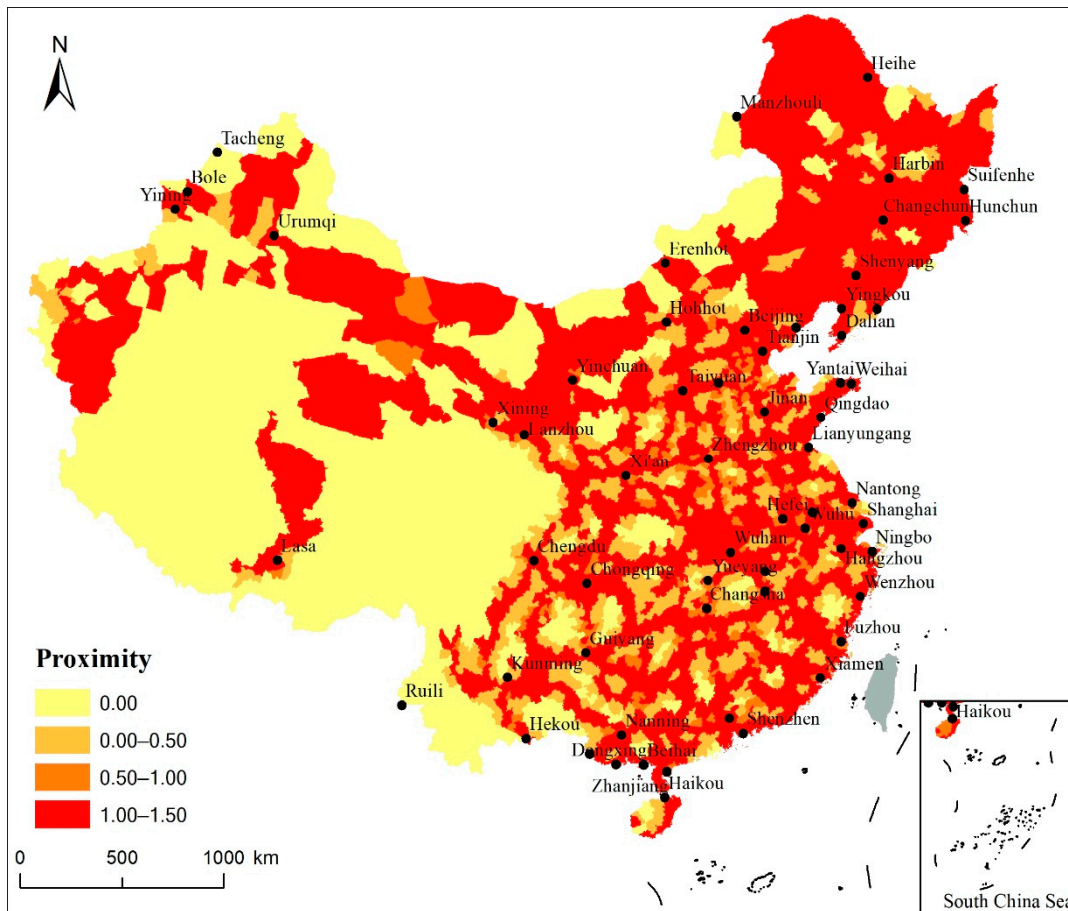 N
Heihe
Manzhouli
Tacheng
Harbin
Bole
Suifenhe
Yining
Changchun
Hunchun
Urumqi
Erenhot
Shenyang
Hohhot
Yingkou
Beijing
Dalian
Tianjin
Yinchuan
Taiyuan
Yantai
Weihai
Jinan
Qingdao
Xining
Lanzhou
Lianyungang
Zhengzhou
Xi'an
Nantong
Hefei
Wuhu
Shanghai
Wuhan
Ningbo
Lasa
Chengdu
Hangzhou
Chongqing
Yueyang
Wenzhou
Changsha
Fuzhou
Guiyang
Kunming
Xiamen
Ruili
Nanning
Shenzhen
Hekou
Dongxing
Beihai
Zhanjiang
Haikou
Proximity
0.00
0.00–0.50
0.50–1.00
1.00–1.50
0
500
1000 km
Haikou
South China Sea